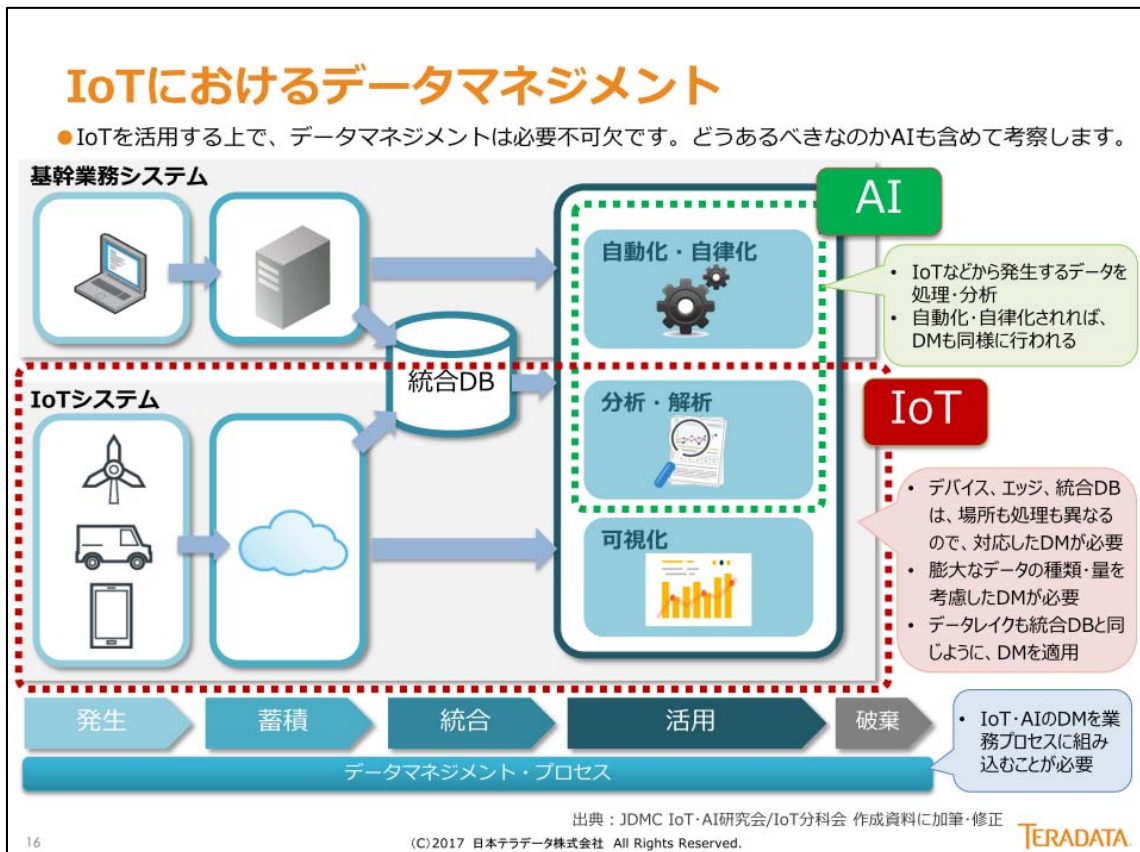 IoTにおけるデータマネジメント
●IoTを活用する上で、データマネジメントは必要不可欠です。どうあるべきなのかAIも含めて考察します。
基幹業務システム
AI
自動化・自律化
• IoTなどから発生するデータを
処理・分析
• 自動化・自律化されれば、
DMも同様に行われる
統合DB
IoTシステム
分析・解析
IoT
• デバイス、エッジ、統合DB
は、場所も処理も異なる
ので、対応したDMが必要
• 膨大なデータの種類・量を
考慮したDMが必要
• データレイクも統合DBと同
じように、DMを適用
可視化
発生
蓄積
統合
活用
破棄
• IoT・AIのDMを業
務プロセスに組み
込むことが必要
データマネジメント・プロセス
出典：JDMC IoT・AI研究会/IoT分科会 作成資料に加筆・修正
16
(C)2017 日本テラデータ株式会社 All Rights Reserved.
TERADATA.